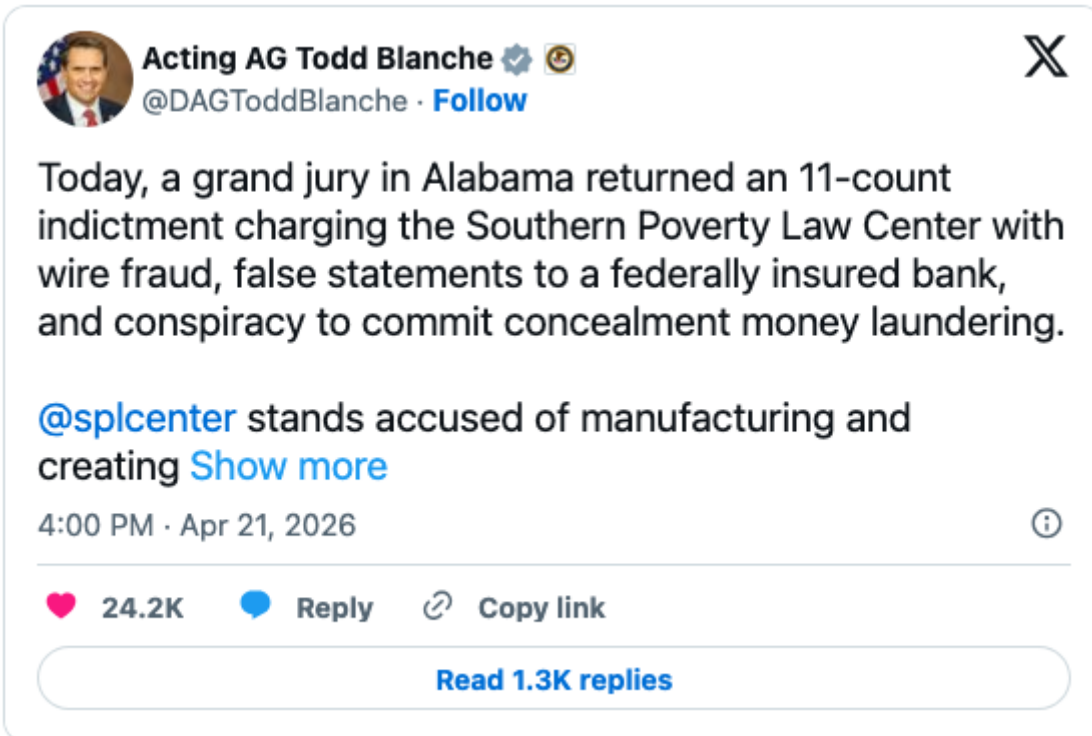 Acting AG Todd Blanche
@DAGToddBlanche · Follow
Today, a grand jury in Alabama returned an 11-count
indictment charging the Southern Poverty Law Center with
wire fraud, false statements to a federally insured bank,
and conspiracy to commit concealment money laundering.
@splcenter stands accused of manufacturing and
creating Show more
4:00 PM · Apr 21, 2026
24.2K Reply Copy link
Read 1.3K replies